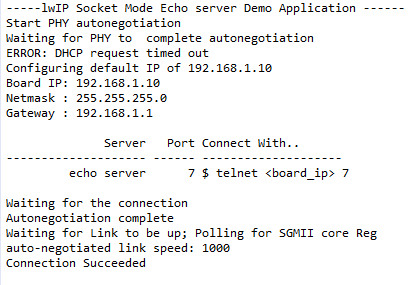 -----lwIP Socket Mode Echo server Demo Application ------
Start PHY autonegotiation
Waiting for PHY to  complete autonegotiation
ERROR: DHCP request timed out
Configuring default IP of 192.168.1.10
Board IP: 192.168.1.10
Netmask : 255.255.255.0
Gateway : 192.168.1.1
              Server   Port Connect With..
-------------------- ------ --------------------
         echo server      7 $ telnet <board_ip> 7
Waiting for the connection
Autonegotiation complete
Waiting for Link to be up; Polling for SGMII core Reg
auto-negotiated link speed: 1000
Connection Succeeded